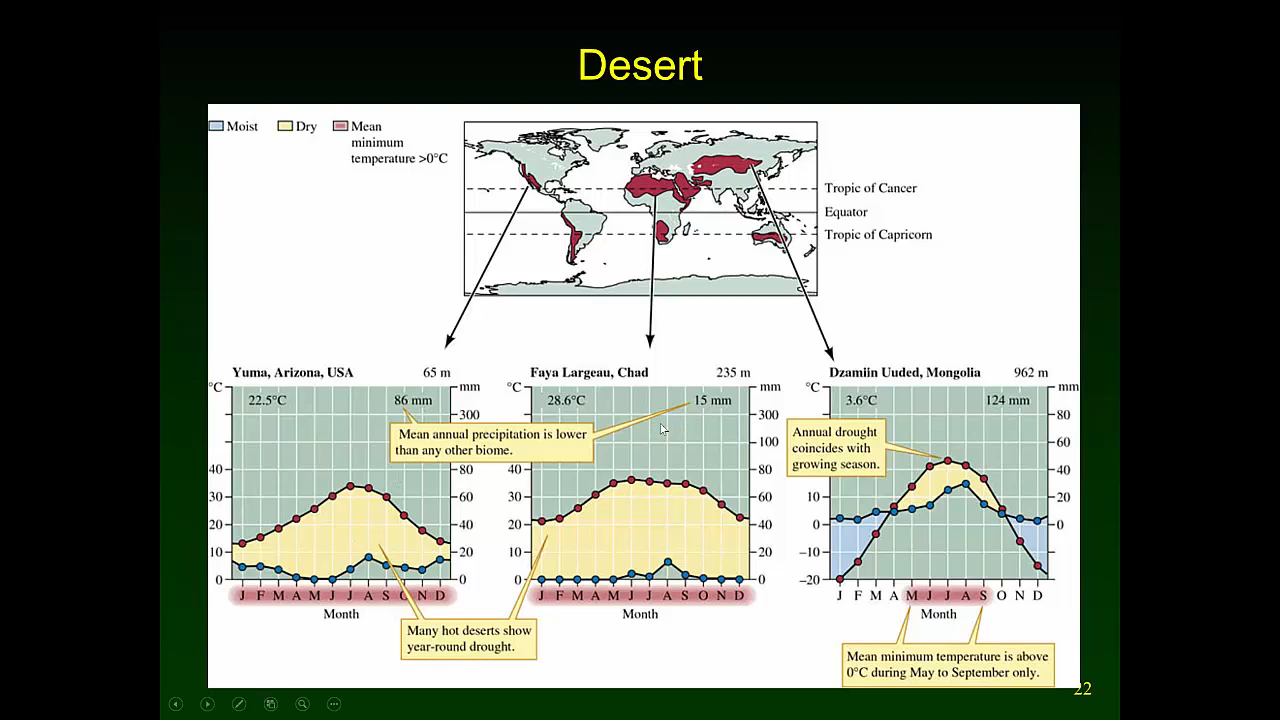 Desert
Moist
Dry
Mean
minimum
temperature >0°C
Tropic of Cancer
Equator
Tropic of Capricorn
Yuma, Arizona, USA 65 m
°C mm
22.5°C 86 mm
300
40 80
30 60
20 40
10 20
0 0
J F M A M J J A S O N D
Month
Faya Largeau, Chad 235 m
°C mm
28.6°C 15 mm
300
100
40 80
30 60
20 40
10 20
0 0
J F M A M J J A S O N D
Month
Dzamiin Uuded, Mongolia 962 m
°C mm
3.6°C 124 mm
80
60
40
10 20
0 0
−10
−20
J F M A M J J A S O N D
Month
Mean annual precipitation is lower
than any other biome.
Annual drought
coincides with
growing season.
Many hot deserts show
year-round drought.
Mean minimum temperature is above
0°C during May to September only.
22